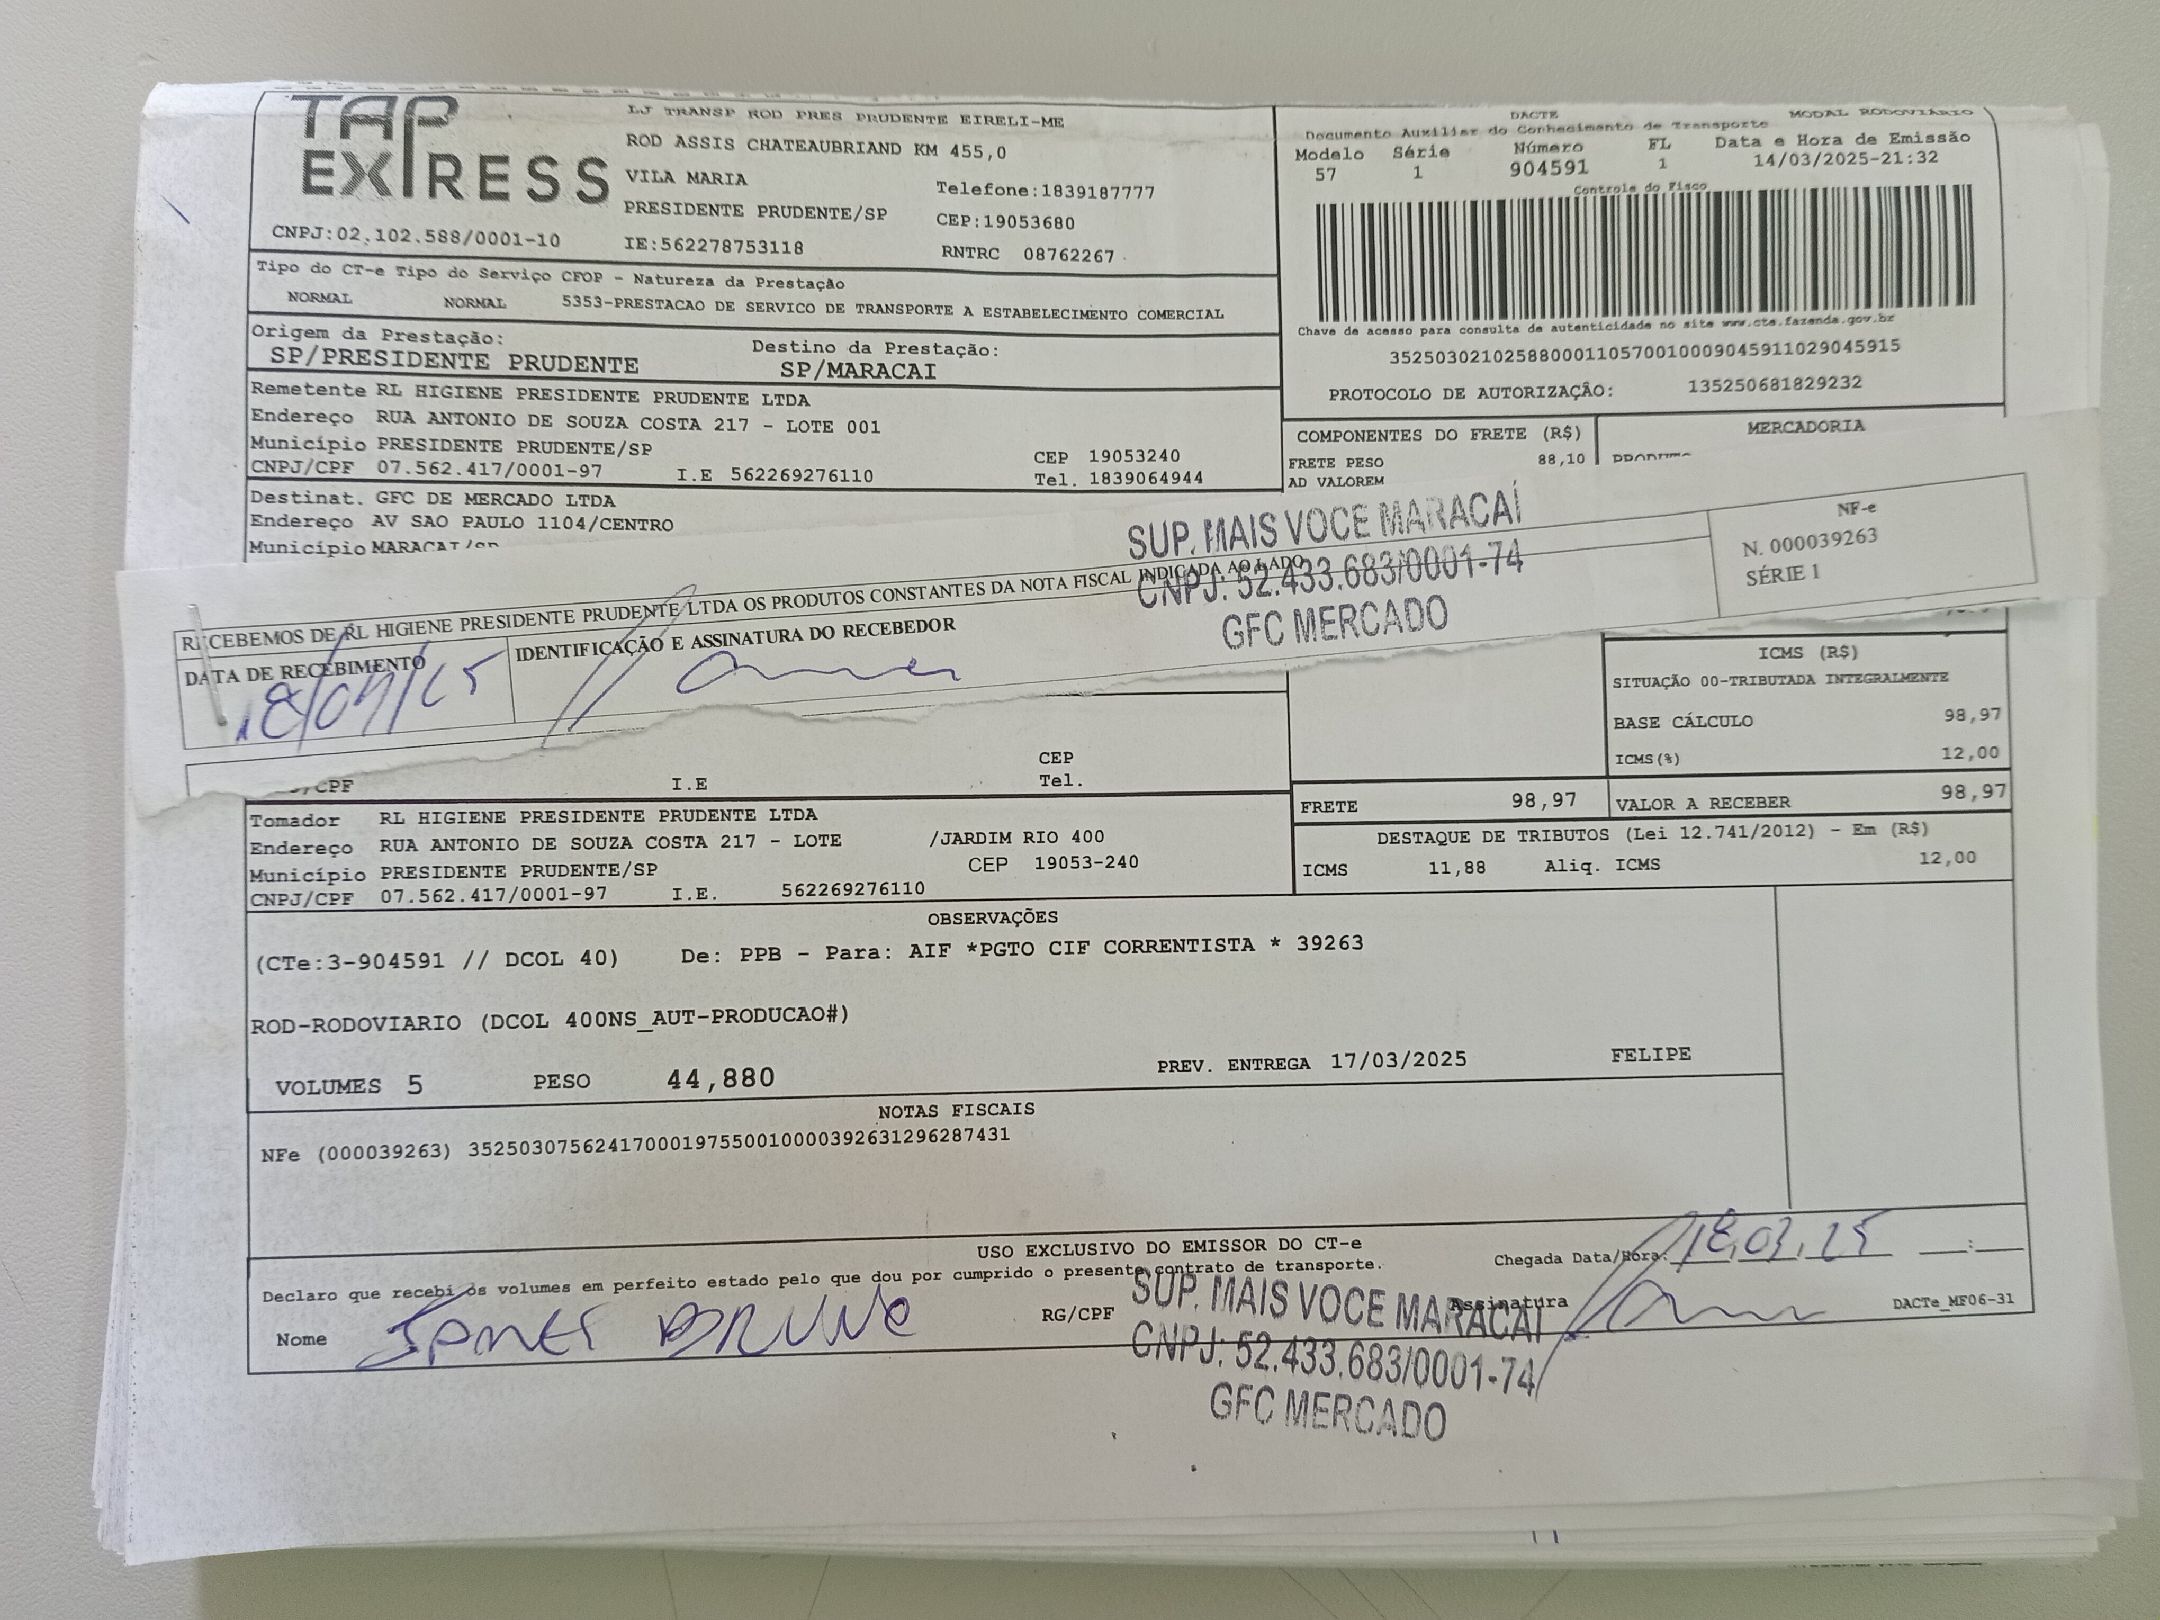 TAP EXPRESS
LJ TRANSP ROD PRES PRUDENTE EIRELI-ME
ROD ASSIS CHATEAUBRIAND KM 455,0
VILA MARIA
Telefone:1839187777
PRESIDENTE PRUDENTE/SP
CEP:19053680
CNPJ:02.102.588/0001-10
IE:562278753118
RNTRC 08762267
DACTE
MODAL RODOVIÁRIO
Documento Auxiliar do Conhecimento de Transporte
Modelo Série Número FL Data e Hora de Emissão
57 1 904591 1 14/03/2025-21:32
Controle do Fisco
Chave de acesso para consulta de autenticidade no site www.cte.fazenda.gov.br
35250302102588000110570010009045911029045915
PROTOCOLO DE AUTORIZAÇÃO: 135250681829232
Tipo do CT-e Tipo do Serviço CFOP - Natureza da Prestação
NORMAL NORMAL 5353-PRESTACAO DE SERVICO DE TRANSPORTE A ESTABELECIMENTO COMERCIAL
Origem da Prestação: Destino da Prestação:
SP/PRESIDENTE PRUDENTE SP/MARACAI
Remetente RL HIGIENE PRESIDENTE PRUDENTE LTDA
Endereço RUA ANTONIO DE SOUZA COSTA 217 - LOTE 001
Município PRESIDENTE PRUDENTE/SP CEP 19053240
CNPJ/CPF 07.562.417/0001-97 I.E 562269276110 Tel. 1839064944
Destinat. GFC DE MERCADO LTDA
Endereço AV SAO PAULO 1104/CENTRO
Município MARACAI/SP
COMPONENTES DO FRETE (R$) MERCADORIA
FRETE PESO 88,10
AD VALOREM
SUP. MAIS VOCE MARACAÍ
CNPJ: 52.433.683/0001-74
GFC MERCADO
RECEBEMOS DE RL HIGIENE PRESIDENTE PRUDENTE LTDA OS PRODUTOS CONSTANTES DA NOTA FISCAL INDICADA AO LADO
DATA DE RECEBIMENTO IDENTIFICAÇÃO E ASSINATURA DO RECEBEDOR
18/03/25
NF-e
N. 000039263
SÉRIE 1
ICMS (R$)
SITUAÇÃO 00-TRIBUTADA INTEGRALMENTE
BASE CÁLCULO 98,97
ICMS(%) 12,00
CEP
/CPF I.E Tel.
FRETE 98,97 VALOR A RECEBER 98,97
DESTAQUE DE TRIBUTOS (Lei 12.741/2012) - Em (R$)
ICMS 11,88 Aliq. ICMS 12,00
Tomador RL HIGIENE PRESIDENTE PRUDENTE LTDA
Endereço RUA ANTONIO DE SOUZA COSTA 217 - LOTE /JARDIM RIO 400
Município PRESIDENTE PRUDENTE/SP CEP 19053-240
CNPJ/CPF 07.562.417/0001-97 I.E. 562269276110
OBSERVAÇÕES
(CTe:3-904591 // DCOL 40) De: PPB - Para: AIF *PGTO CIF CORRENTISTA * 39263
ROD-RODOVIARIO (DCOL 400NS_AUT-PRODUCAO#)
VOLUMES 5 PESO 44,880 PREV. ENTREGA 17/03/2025 FELIPE
NOTAS FISCAIS
NFe (000039263) 35250307562417000197550010000392631296287431
USO EXCLUSIVO DO EMISSOR DO CT-e
Chegada Data/Hora: 18.03.25 :
Declaro que recebi os volumes em perfeito estado pelo que dou por cumprido o presente contrato de transporte.
Nome RG/CPF Assinatura DACTe_MF06-31
SUP. MAIS VOCE MARACAÍ
CNPJ: 52.433.683/0001-74
GFC MERCADO